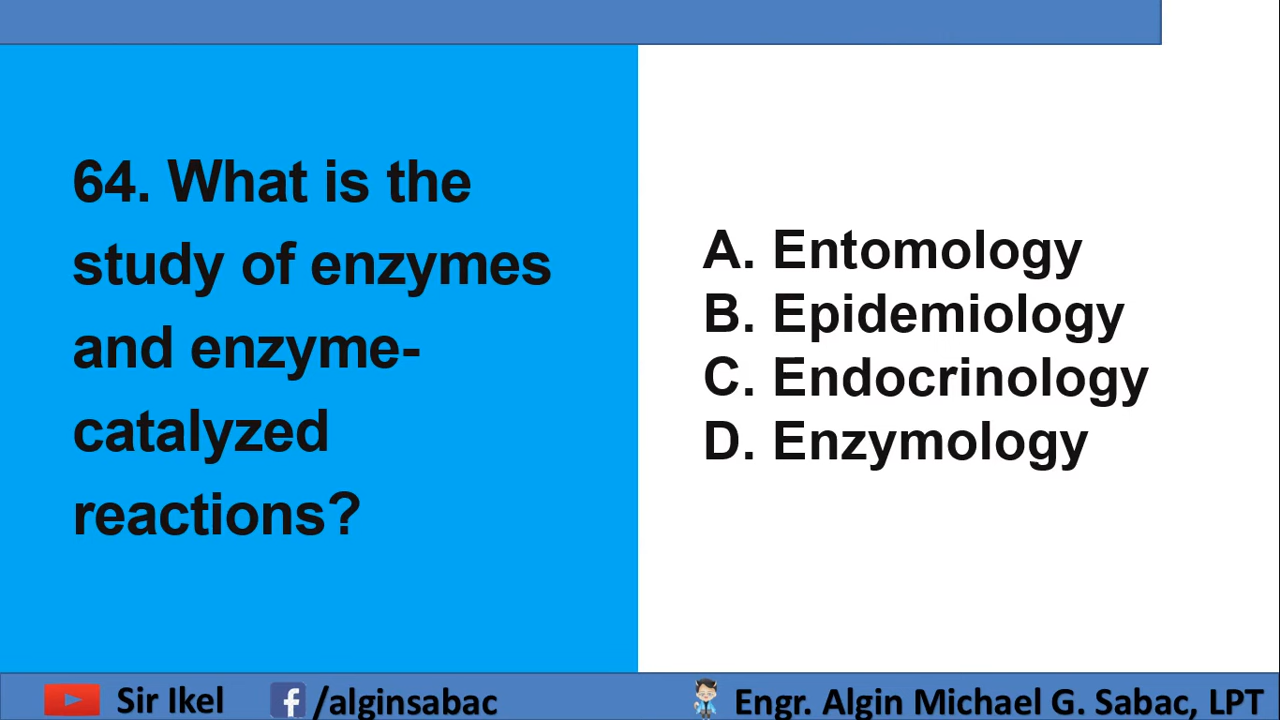 64. What is the
study of enzymes
and enzyme-
catalyzed
reactions?
A. Entomology
B. Epidemiology
C. Endocrinology
D. Enzymology
Sir Ikel
/alginsabac
Engr. Algin Michael G. Sabac, LPT